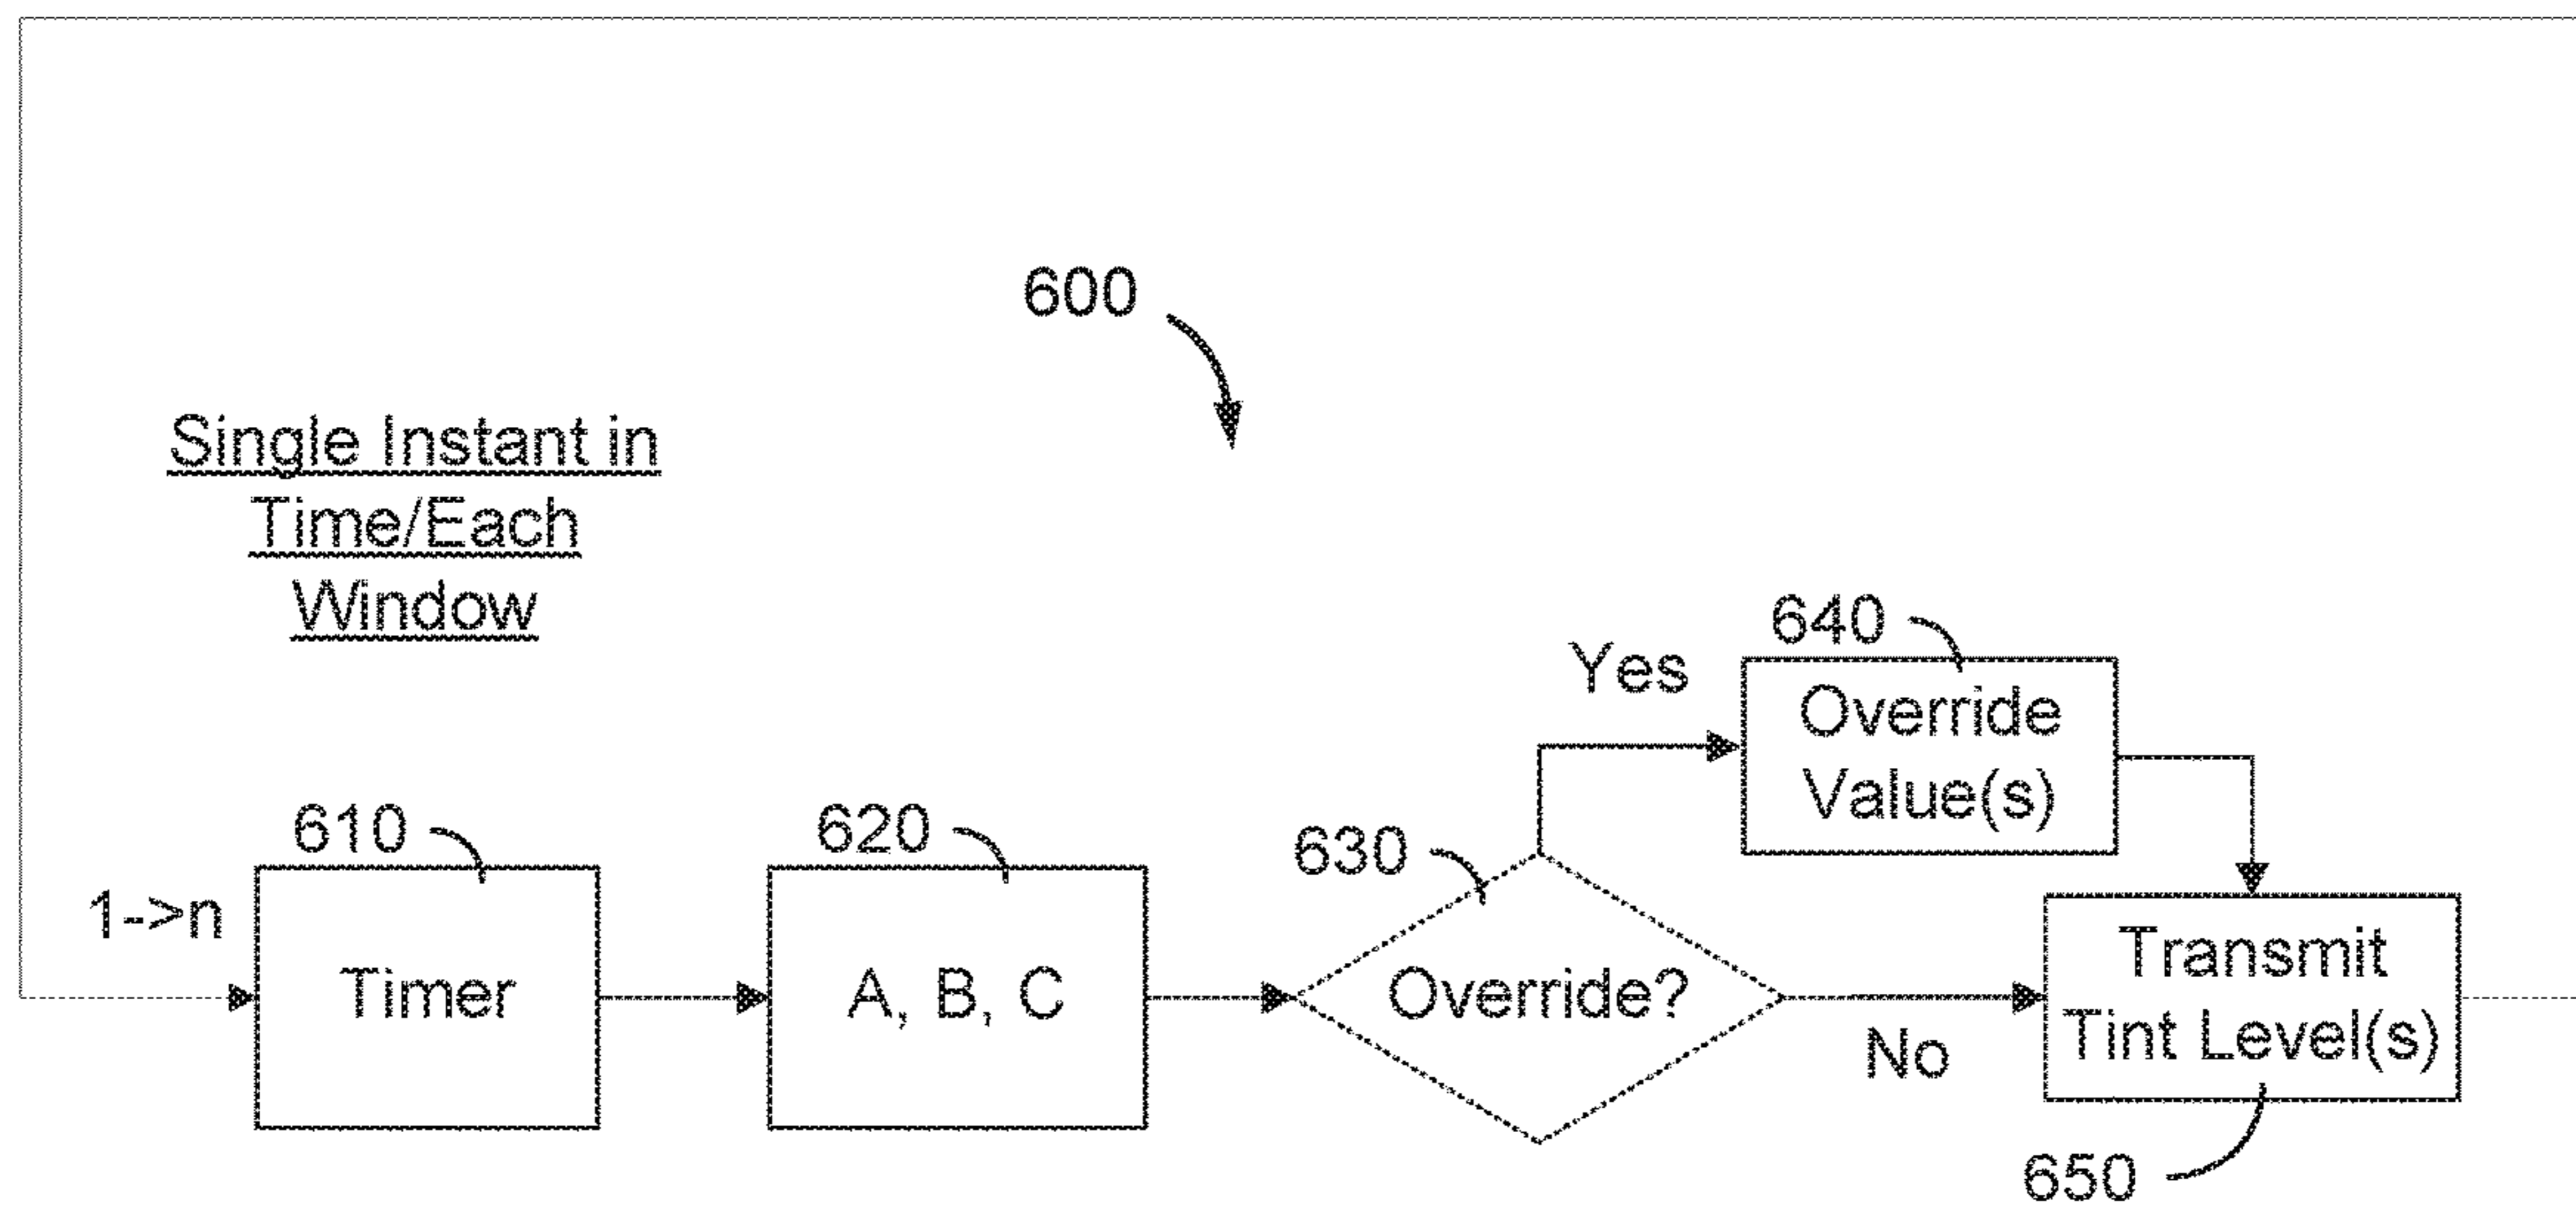 600
Single Instant in
Time/Each
Window
640
Yes
Override
Value(s)
610
620
630
1->n
Timer
A, B, C
Override?
Transmit
Tint Level(s)
No
650